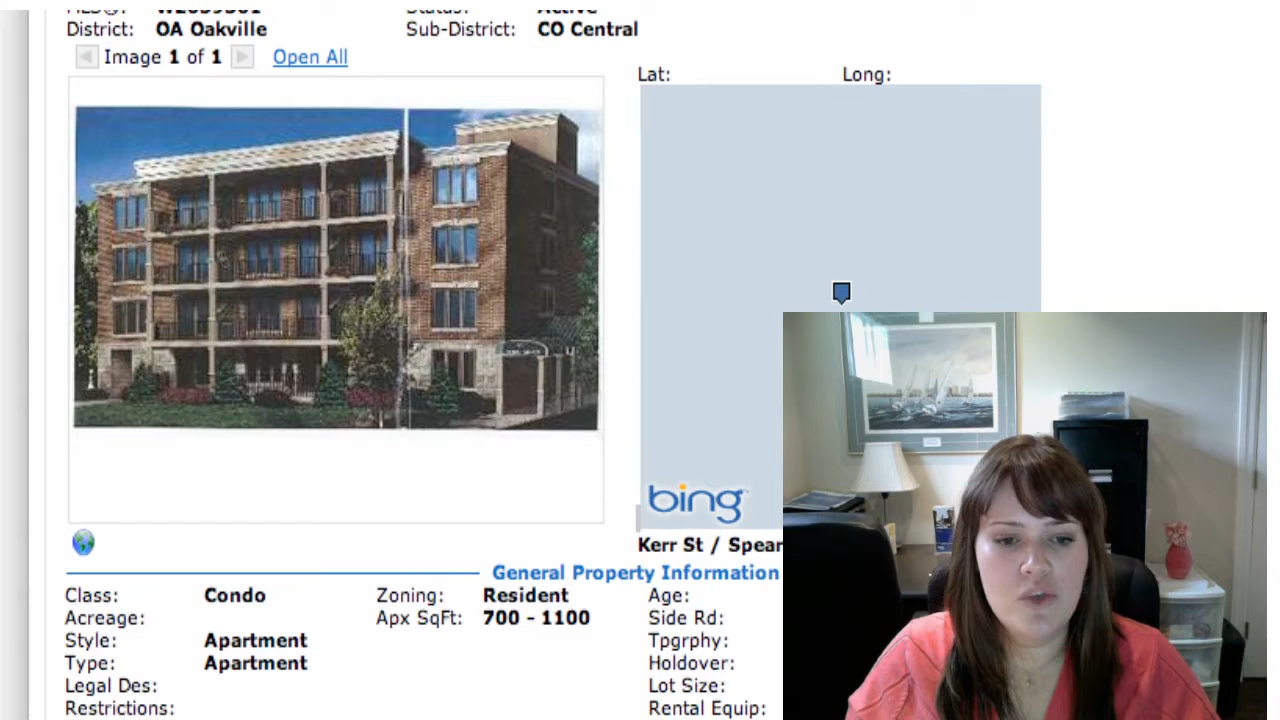 District: OA Oakville Sub-District: CO Central
Image 1 of 1 Open All
Lat: Long:
bing
Kerr St / Spear
General Property Information
Class: Condo Zoning: Resident Age:
Acreage: Apx SqFt: 700 - 1100 Side Rd:
Style: Apartment Tpgrphy:
Type: Apartment Holdover:
Legal Des: Lot Size:
Restrictions: Rental Equip: